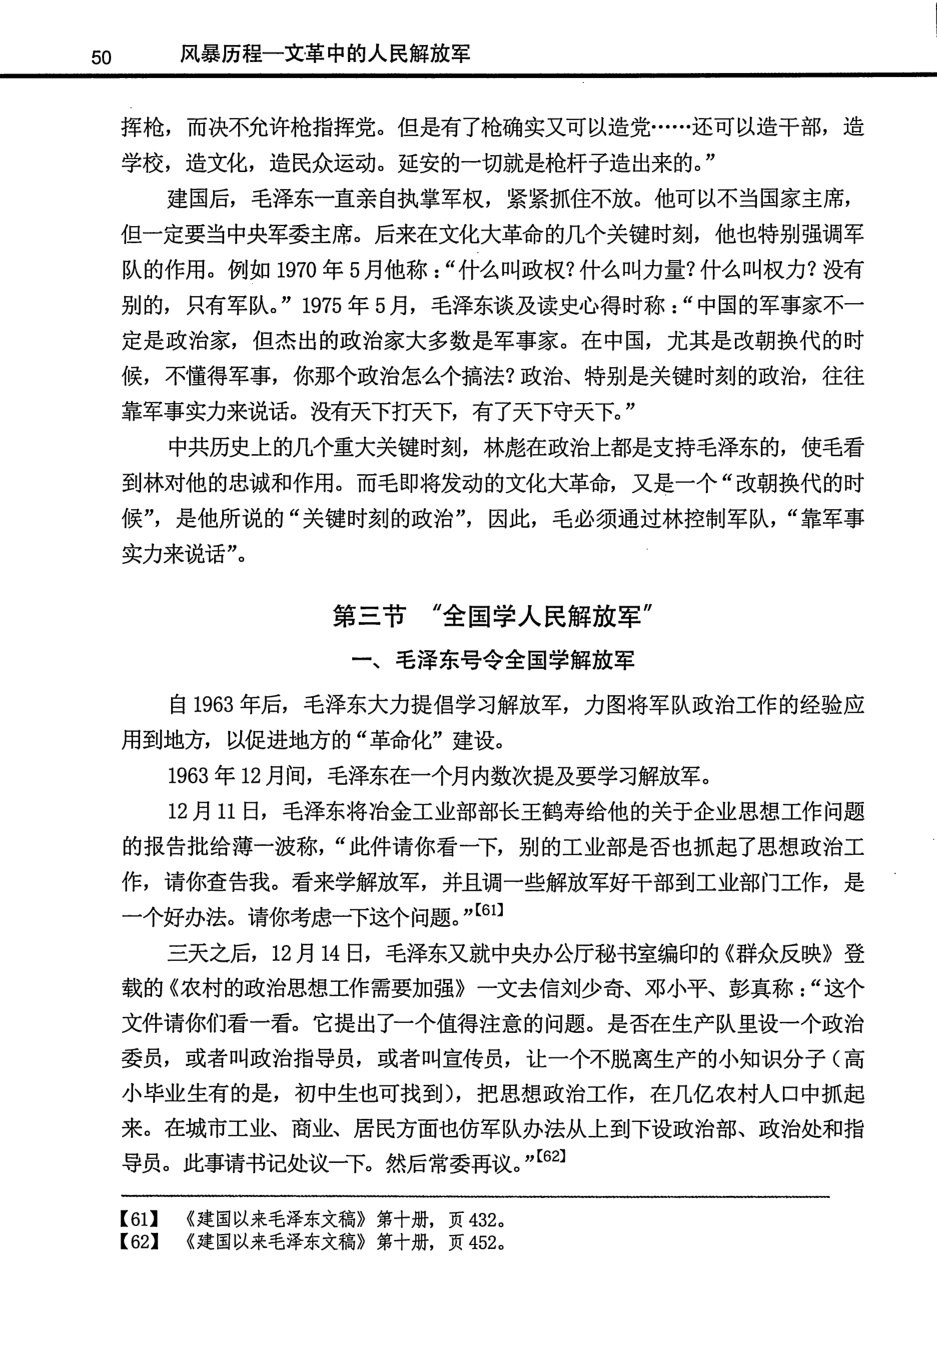 50 风暴历程—文革中的人民解放军
挥枪，而决不允许枪指挥党。但是有了枪确实又可以造党……还可以造干部，造
学校，造文化，造民众运动。延安的一切就是枪杆子造出来的。”
建国后，毛泽东一直亲自执掌军权，紧紧抓住不放。他可以不当国家主席，
但一定要当中央军委主席。后来在文化大革命的几个关键时刻，他也特别强调军
队的作用。例如 1970 年 5 月他称：“什么叫政权？什么叫力量？什么叫权力？没有
别的，只有军队。” 1975 年 5 月，毛泽东谈及读史心得时称：“中国的军事家不一
定是政治家，但杰出的政治家大多数是军事家。在中国，尤其是改朝换代的时
候，不懂得军事，你那个政治怎么个搞法？政治、特别是关键时刻的政治，往往
靠军事实力来说话。没有天下打天下，有了天下守天下。”
中共历史上的几个重大关键时刻，林彪在政治上都是支持毛泽东的，使毛看
到林对他的忠诚和作用。而毛即将发动的文化大革命，又是一个“改朝换代的时
候”，是他所说的“关键时刻的政治”，因此，毛必须通过林控制军队，“靠军事
实力来说话”。
第三节 “全国学人民解放军”
一、毛泽东号令全国学解放军
自 1963 年后，毛泽东大力提倡学习解放军，力图将军队政治工作的经验应
用到地方，以促进地方的“革命化”建设。
1963 年 12 月间，毛泽东在一个月内数次提及要学习解放军。
12 月 11 日，毛泽东将冶金工业部部长王鹤寿给他的关于企业思想工作问题
的报告批给薄一波称，“此件请你看一下，别的工业部是否也抓起了思想政治工
作，请你查告我。看来学解放军，并且调一些解放军好干部到工业部门工作，是
一个好办法。请你考虑一下这个问题。”【61】
三天之后，12 月 14 日，毛泽东又就中央办公厅秘书室编印的《群众反映》登
载的《农村的政治思想工作需要加强》一文去信刘少奇、邓小平、彭真称：“这个
文件请你们看一看。它提出了一个值得注意的问题。是否在生产队里设一个政治
委员，或者叫政治指导员，或者叫宣传员，让一个不脱离生产的小知识分子（高
小毕业生有的是，初中生也可找到），把思想政治工作，在几亿农村人口中抓起
来。在城市工业、商业、居民方面也仿军队办法从上到下设政治部、政治处和指
导员。此事请书记处议一下。然后常委再议。”【62】
【61】 《建国以来毛泽东文稿》第十册，页 432。
【62】 《建国以来毛泽东文稿》第十册，页 452。